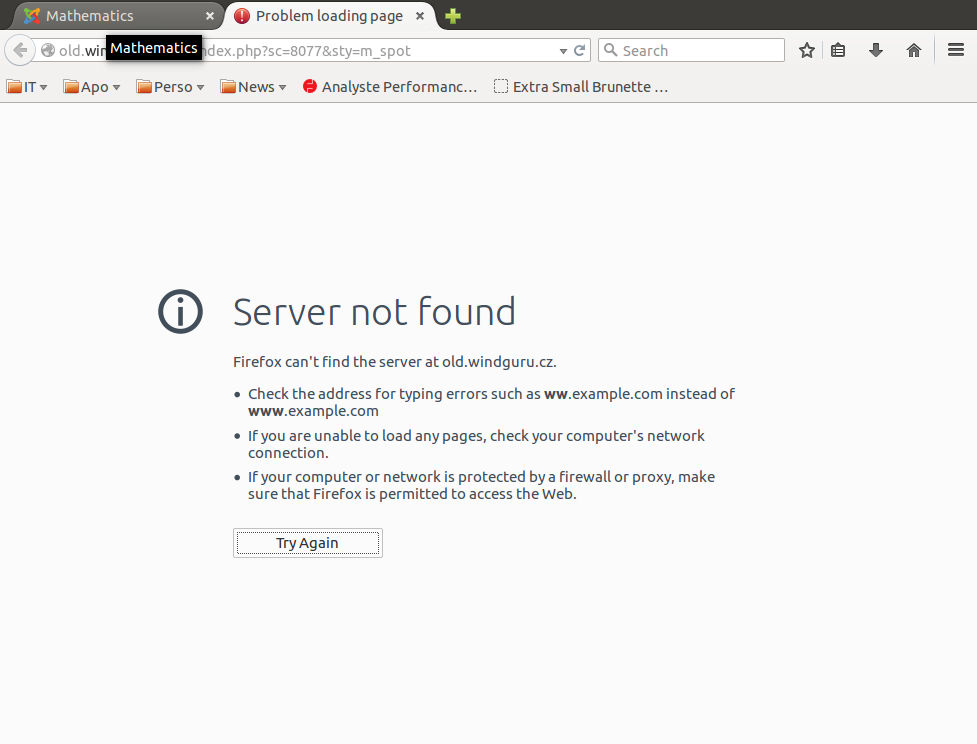 Mathematics
Problem loading page
old.win
Mathematics
ndex.php?sc=8077&sty=m_spot
Search
IT
Apo
Perso
News
Analyste Performanc...
Extra Small Brunette ...
Server not found
Firefox can't find the server at old.windguru.cz.
Check the address for typing errors such as ww.example.com instead of
www.example.com
If you are unable to load any pages, check your computer's network
connection.
If your computer or network is protected by a firewall or proxy, make
sure that Firefox is permitted to access the Web.
Try Again